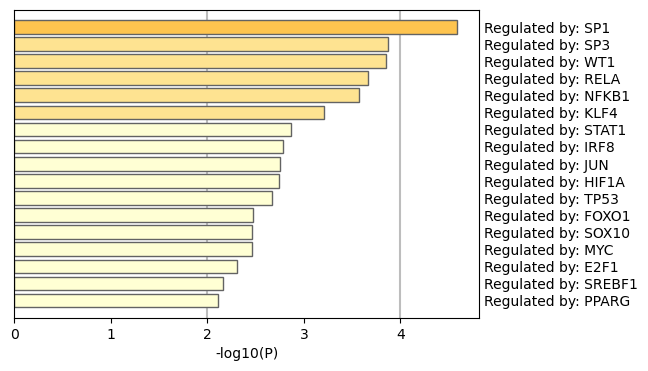 Regulated by: SP1
Regulated by: SP3
Regulated by: WT1
Regulated by: RELA
Regulated by: NFKB1
Regulated by: KLF4
Regulated by: STAT1
Regulated by: IRF8
Regulated by: JUN
Regulated by: HIF1A
Regulated by: TP53
Regulated by: FOXO1
Regulated by: SOX10
Regulated by: MYC
Regulated by: E2F1
Regulated by: SREBF1
Regulated by: PPARG
0 1 2 3 4
-log10(P)